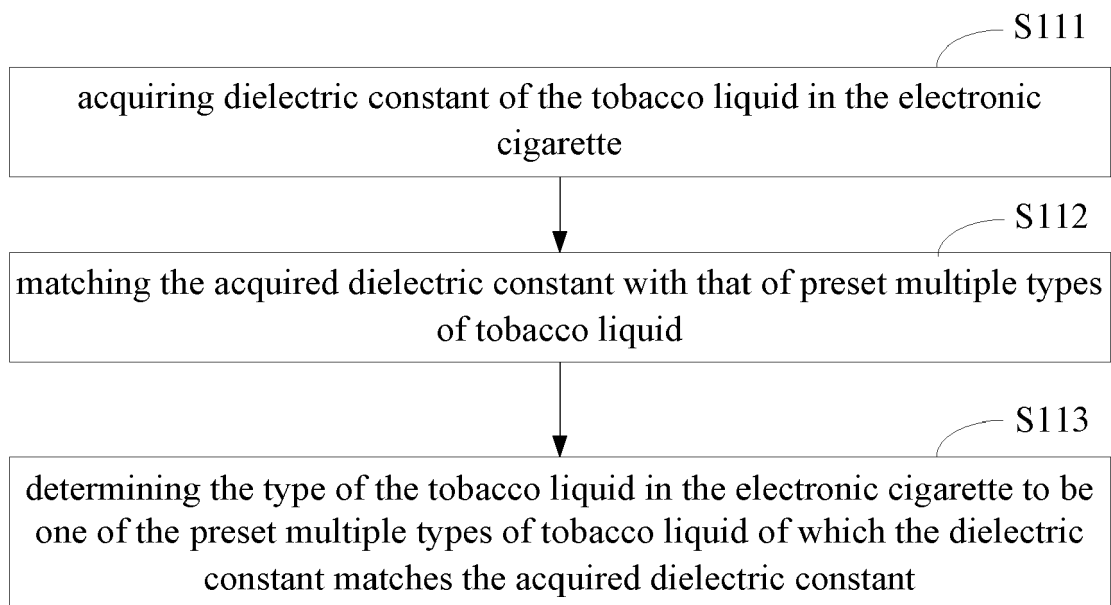 S111
acquiring dielectric constant of the tobacco liquid in the electronic
cigarette
S112
matching the acquired dielectric constant with that of preset multiple types
of tobacco liquid
S113
determining the type of the tobacco liquid in the electronic cigarette to be
one of the preset multiple types of tobacco liquid of which the dielectric
constant matches the acquired dielectric constant